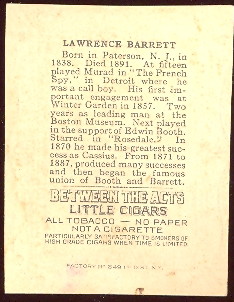 LAWRENCE BARRETT
Born in Paterson, N. J., in
1838. Died 1891. At fifteen
played Murad in "The French
Spy," in Detroit where he
was a call boy. His first im-
portant engagement was at
Winter Garden in 1857. Two
years as leading man at the
Boston Museum. Next played
in the support of Edwin Booth.
Starred in "Rosedale." In
1870 he made his greatest suc-
cess as Cassius. From 1871 to
1887, produced many successes
and then began the famous
union of Booth and Barrett.
BETWEEN THE ACTS
LITTLE CIGARS
ALL TOBACCO — NO PAPER
NOT A CIGARETTE
PARTICULARLY SATISFACTORY TO SMOKERS OF
HIGH GRADE CIGARS WHEN TIME IS LIMITED
FACTORY Nº 649 1ST DIST. N.Y.